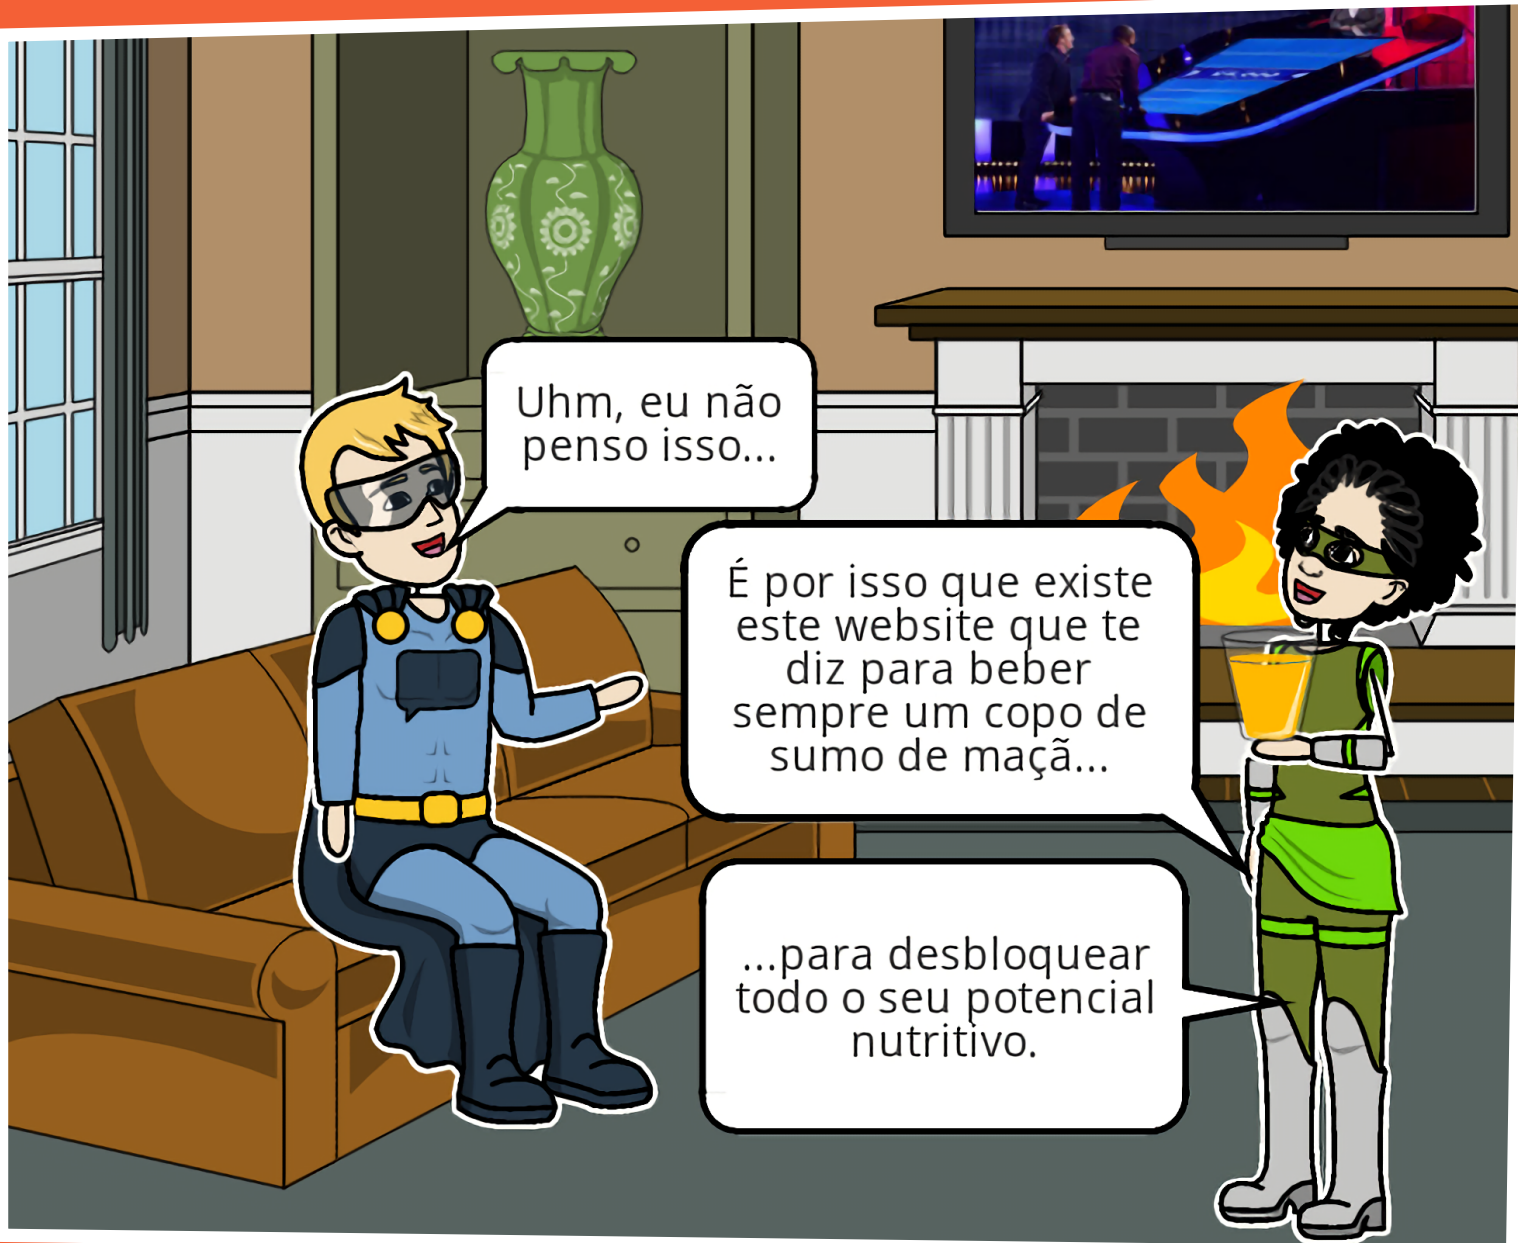 Uhm, eu não
penso isso...
É por isso que existe
este website que te
diz para beber
sempre um copo de
sumo de maçã...
...para desbloquear
todo o seu potencial
nutritivo.